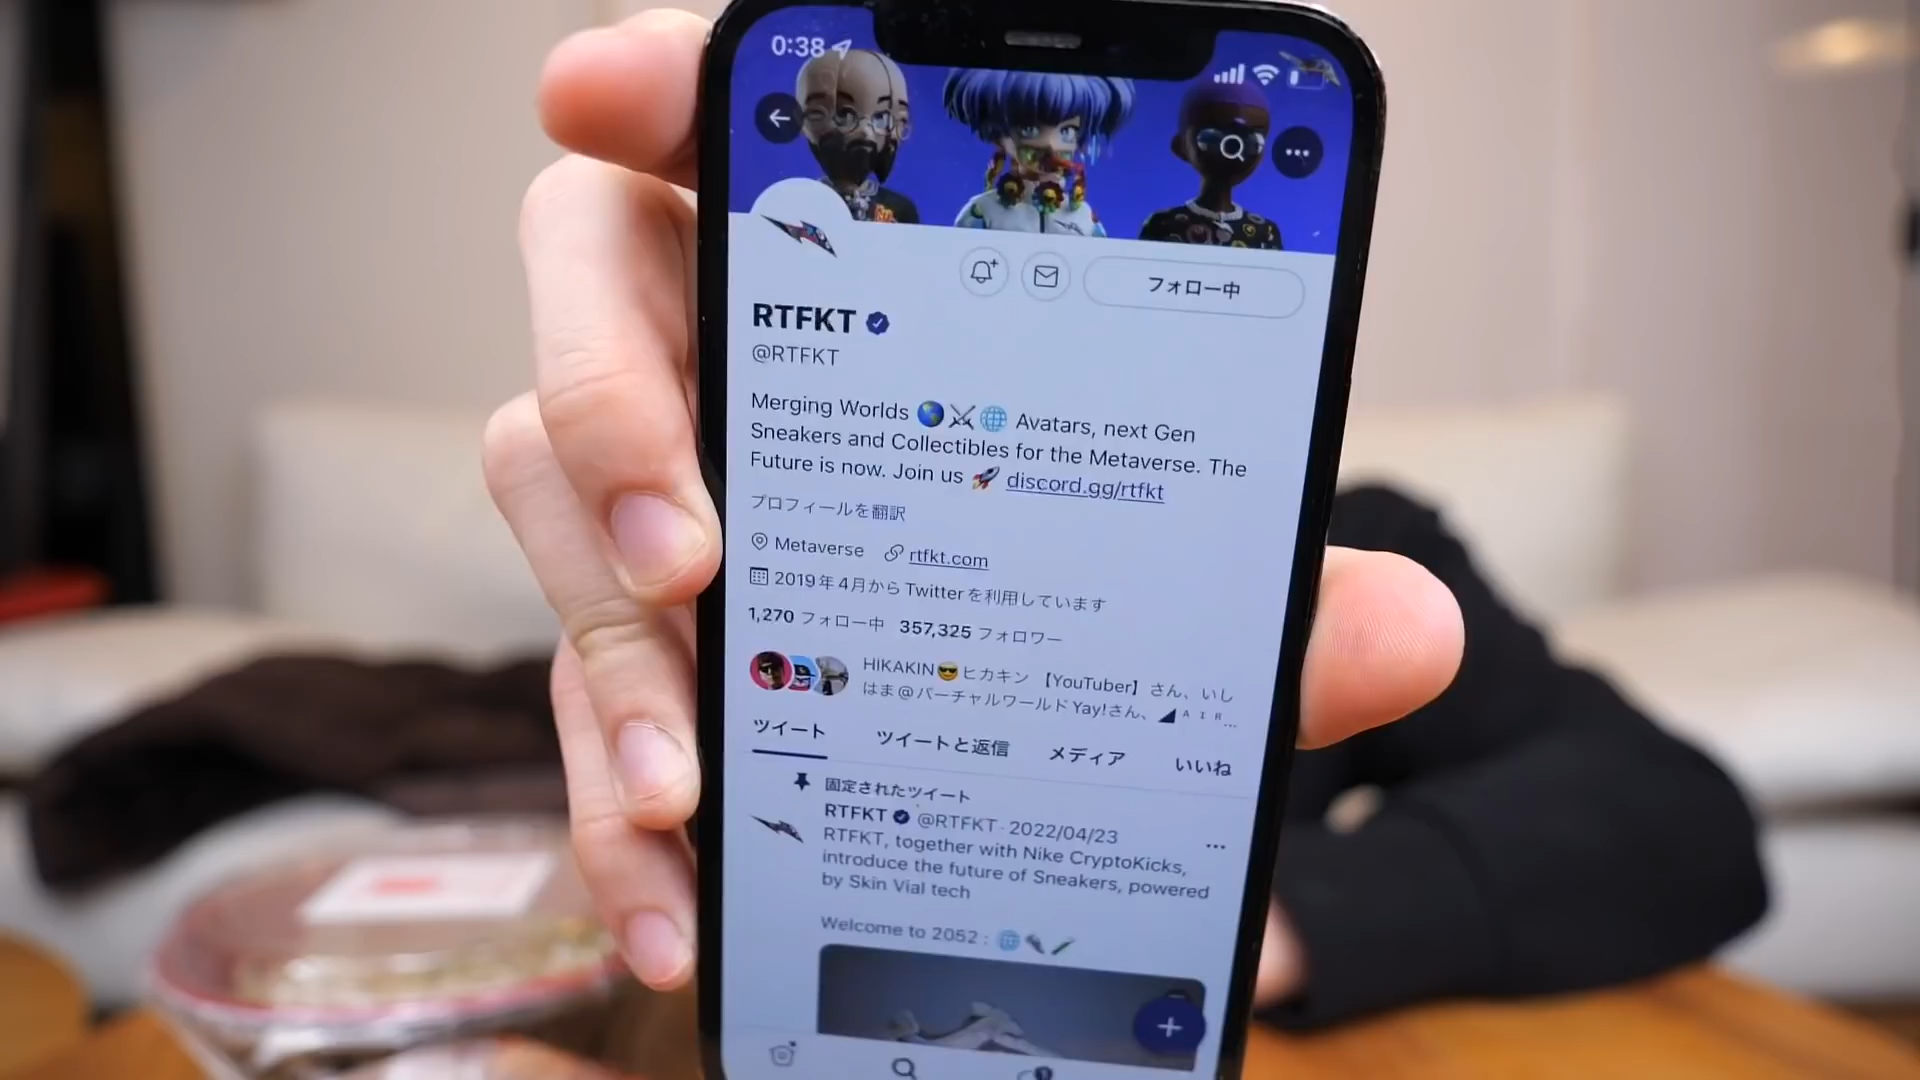 0:38
フォロー中
RTFKT
@RTFKT
Merging Worlds 🌎⚔️🌐 Avatars, next Gen
Sneakers and Collectibles for the Metaverse. The
Future is now. Join us 🚀 discord.gg/rtfkt
プロフィールを翻訳
Metaverse rtfkt.com
2019年4月からTwitterを利用しています
1,270 フォロー中 357,325 フォロワー
HIKAKIN😎ヒカキン 【YouTuber】さん、いし
はま@バーチャルワールドYay!さん、◢ ᴬ ᴵ ᴿ…
ツイート ツイートと返信 メディア いいね
固定されたツイート
RTFKT @RTFKT · 2022/04/23
RTFKT, together with Nike CryptoKicks,
introduce the future of Sneakers, powered
by Skin Vial tech
Welcome to 2052 :